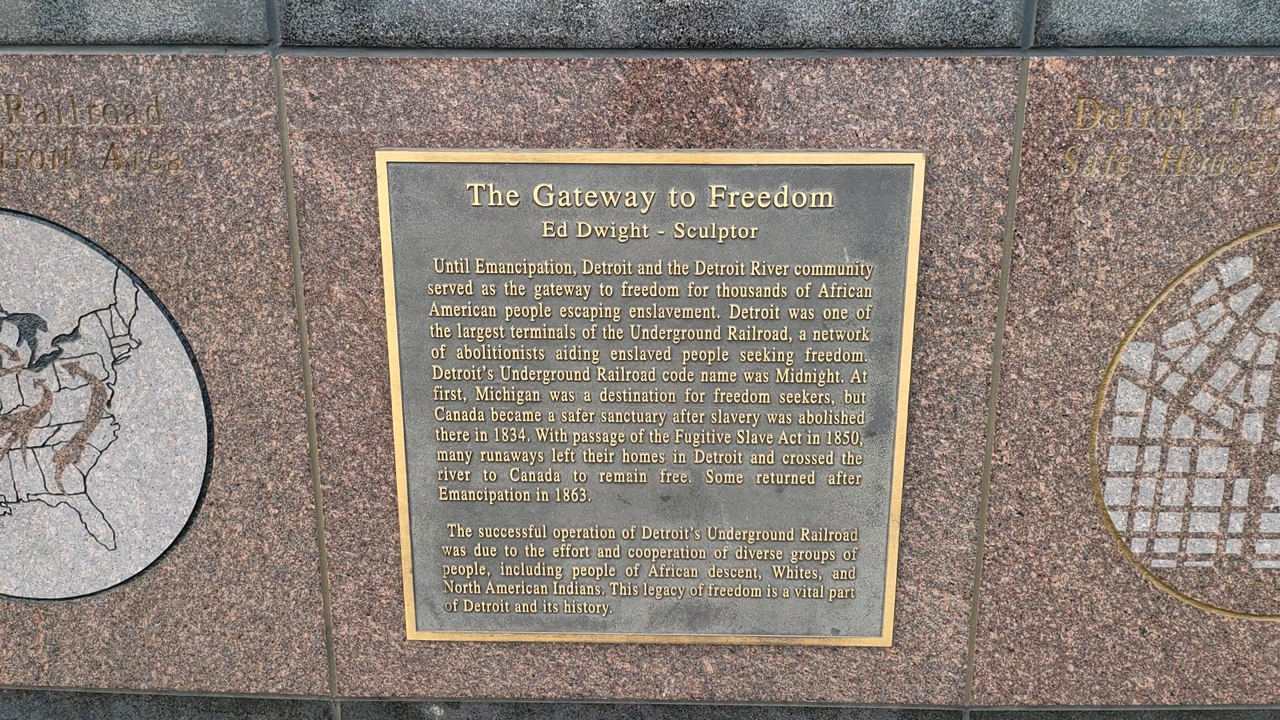 Railroad
troit Area
The Gateway to Freedom
Ed Dwight - Sculptor
Until Emancipation, Detroit and the Detroit River community
served as the gateway to freedom for thousands of African
American people escaping enslavement. Detroit was one of
the largest terminals of the Underground Railroad, a network
of abolitionists aiding enslaved people seeking freedom.
Detroit's Underground Railroad code name was Midnight. At
first, Michigan was a destination for freedom seekers, but
Canada became a safer sanctuary after slavery was abolished
there in 1834. With passage of the Fugitive Slave Act in 1850,
many runaways left their homes in Detroit and crossed the
river to Canada to remain free. Some returned after
Emancipation in 1863.
The successful operation of Detroit's Underground Railroad
was due to the effort and cooperation of diverse groups of
people, including people of African descent, Whites, and
North American Indians. This legacy of freedom is a vital part
of Detroit and its history.
Detroit Un
Safe Houses